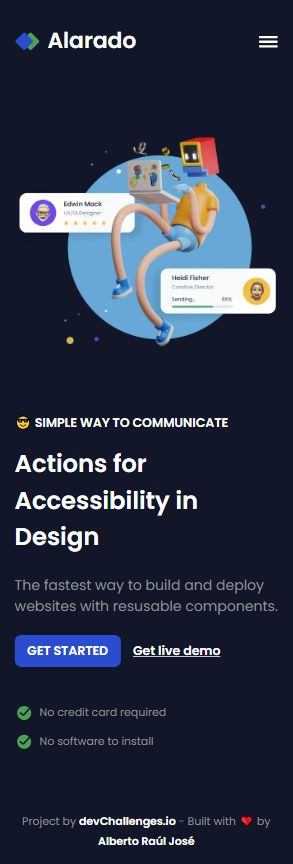 Alarado
Edwin Mack
UX/UI Designer
Heidi Fisher
Creative Director
Sending...
88%
SIMPLE WAY TO COMMUNICATE
Actions for
Accessibility in
Design
The fastest way to build and deploy
websites with resusable components.
GET STARTED
Get live demo
No credit card required
No software to install
Project by devChallenges.io - Built with ❤️ by
Alberto Raúl José